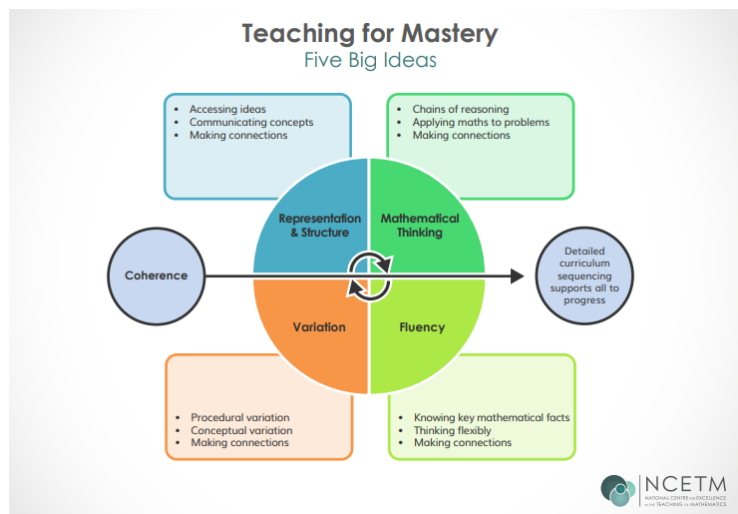 Teaching for Mastery
Five Big Ideas
• Accessing ideas
• Communicating concepts
• Making connections
• Chains of reasoning
• Applying maths to problems
• Making connections
Representation
& Structure
Mathematical
Thinking
Coherence
Detailed
curriculum
sequencing
supports all to
progress
Variation
Fluency
• Procedural variation
• Conceptual variation
• Making connections
• Knowing key mathematical facts
• Thinking flexibly
• Making connections
NCETM
NATIONAL CENTRE FOR EXCELLENCE
IN THE TEACHING OF MATHEMATICS